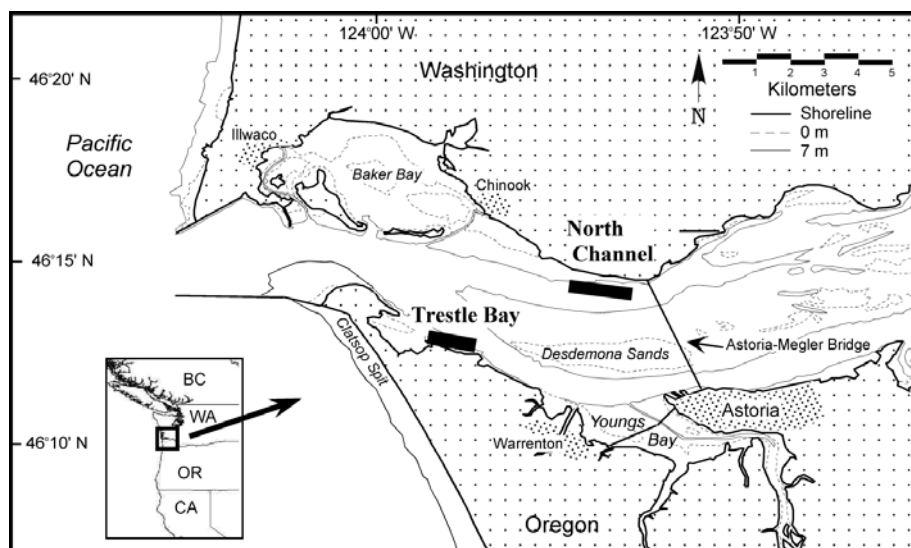 124°00' W
123°50' W
46°20' N
Washington
1 2 3 4 5
Kilometers
N
Shoreline
0 m
7 m
Pacific
Ocean
Illwaco
Baker Bay
Chinook
North
Channel
46°15' N
Trestle Bay
Clatsop Spit
Desdemona Sands
Astoria-Megler Bridge
BC
WA
OR
CA
46°10' N
Youngs
Bay
Astoria
Warrenton
Oregon